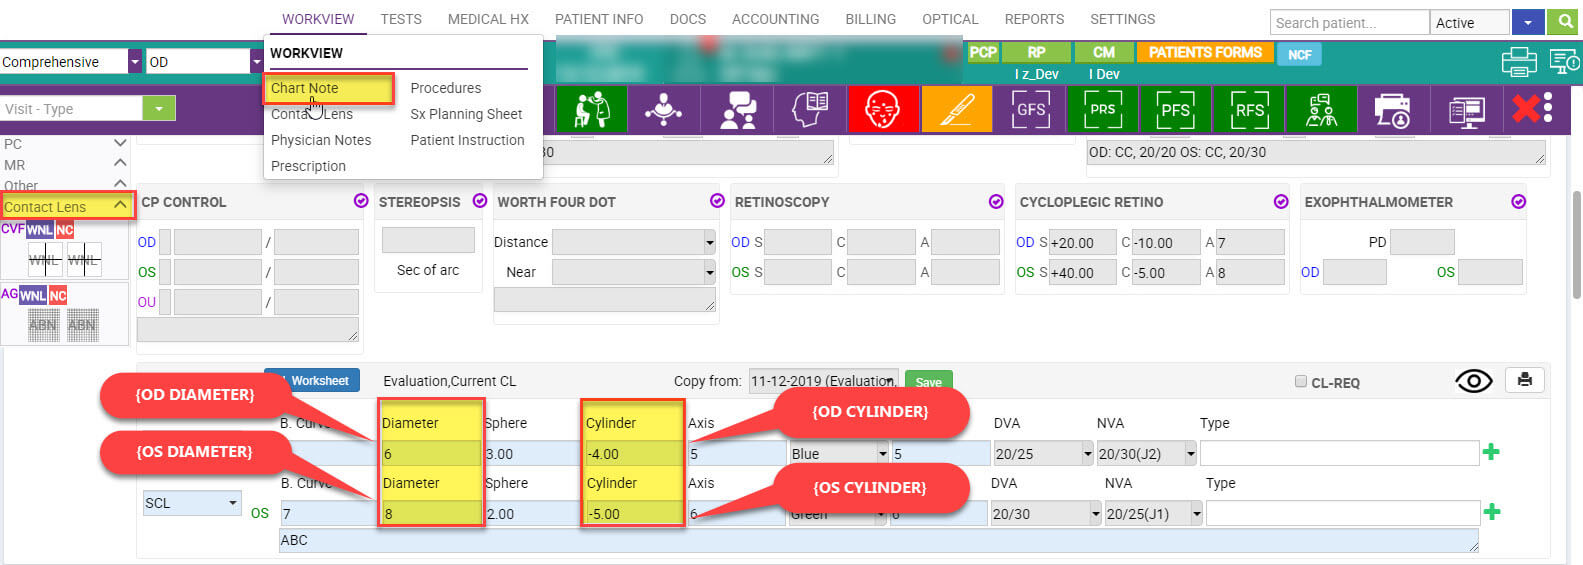 WORKVIEW TESTS MEDICAL HX PATIENT INFO DOCS ACCOUNTING BILLING OPTICAL REPORTS SETTINGS Search patient... Active
WORKVIEW
Chart Note Procedures
Contact Lens Sx Planning Sheet
Physician Notes Patient Instruction
Prescription
Comprehensive OD
PCP RP CM PATIENTS FORMS NCF
I z_Dev I Dev
Visit - Type
GFS PRS PFS RFS
PC
MR
Other
Contact Lens
CVF WNL NC
WNL WNL
AG WNL NC
ABN ABN
/30
OD: CC, 20/20 OS: CC, 20/30
CP CONTROL
OD /
OS /
OU /
STEREOPSIS
Sec of arc
WORTH FOUR DOT
Distance
Near
RETINOSCOPY
OD S C A
OS S C A
CYCLOPLEGIC RETINO
OD S +20.00 C -10.00 A 7
OS S +40.00 C -5.00 A 8
EXOPHTHALMOMETER
PD
OD OS
Worksheet Evaluation,Current CL Copy from: 11-12-2019 (Evaluation, Save CL-REQ
{OD DIAMETER}
{OD CYLINDER}
B. Curve Diameter Sphere Cylinder Axis DVA NVA Type
6 3.00 -4.00 5 Blue 5 20/25 20/30(J2)
{OS DIAMETER}
{OS CYLINDER}
B. Curve Diameter Sphere Cylinder Axis DVA NVA Type
SCL OS 7 8 2.00 -5.00 6 Green 6 20/30 20/25(J1)
ABC